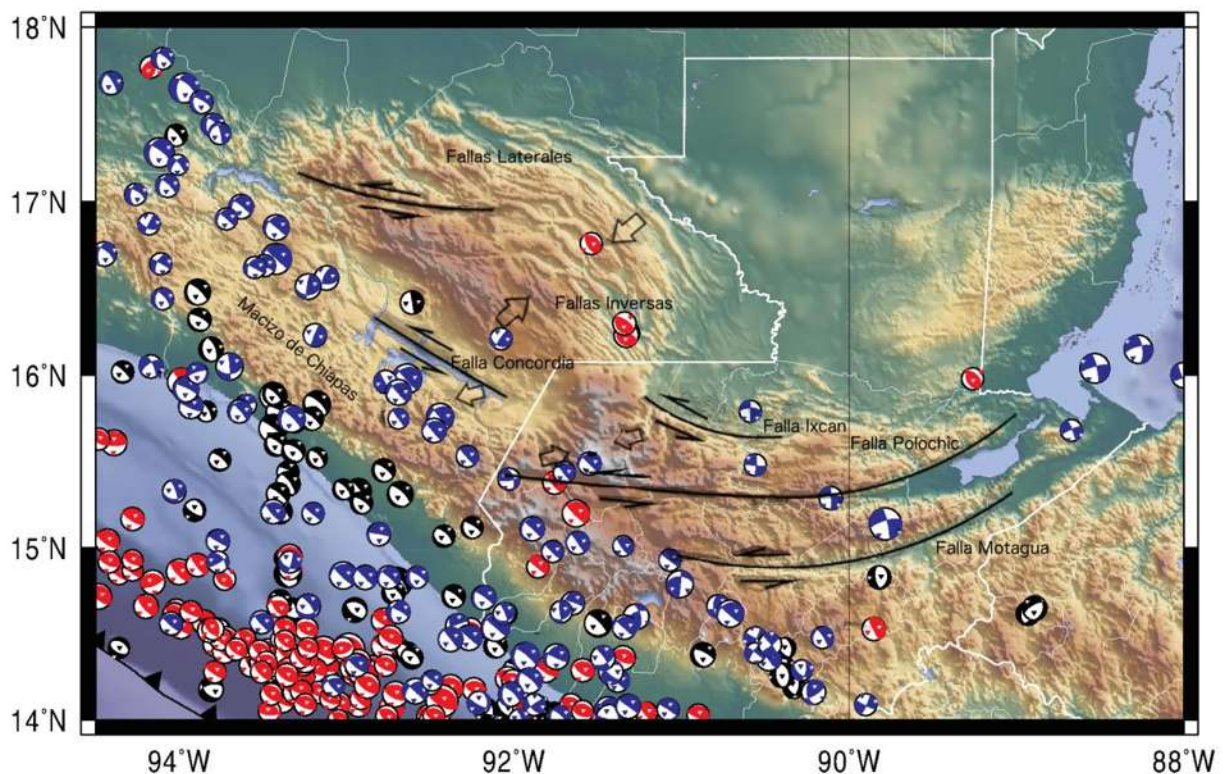 18˚N
17˚N
16˚N
15˚N
14˚N
Fallas Laterales
Fallas Inversas
Macizo de Chiapas
Falla Concordia
Falla Ixcan
Falla Polochic
Falla Motagua
94˚W
92˚W
90˚W
88˚W